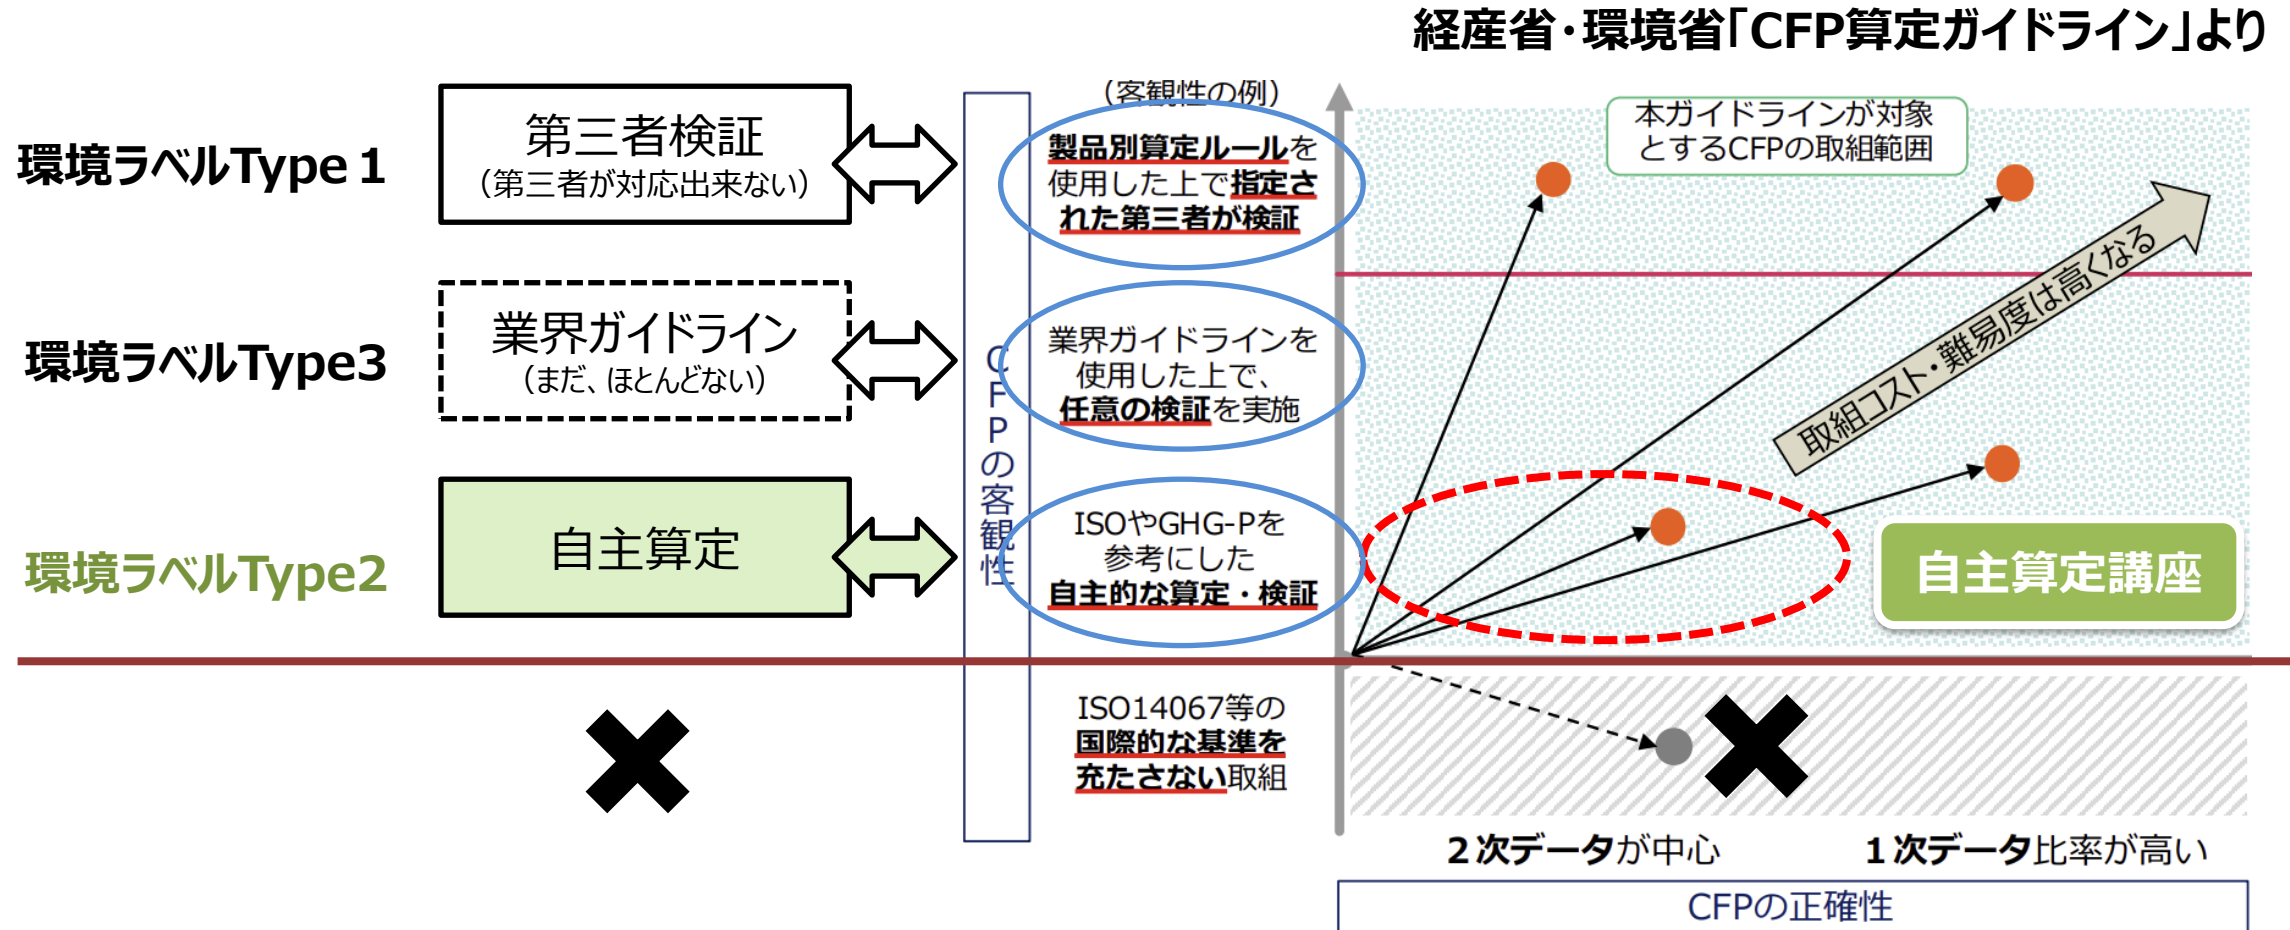 経産省・環境省「CFP算定ガイドライン」より
環境ラベルType 1
第三者検証
（第三者が対応出来ない）
環境ラベルType3
業界ガイドライン
（まだ、ほとんどない）
環境ラベルType2
自主算定
CFPの客観性
（客観性の例）
製品別算定ルールを
使用した上で指定さ
れた第三者が検証
業界ガイドラインを
使用した上で、
任意の検証を実施
ISOやGHG-Pを
参考にした
自主的な算定・検証
ISO14067等の
国際的な基準を
充たさない取組
本ガイドラインが対象
とするCFPの取組範囲
取組コスト・難易度は高くなる
自主算定講座
２次データが中心
１次データ比率が高い
CFPの正確性